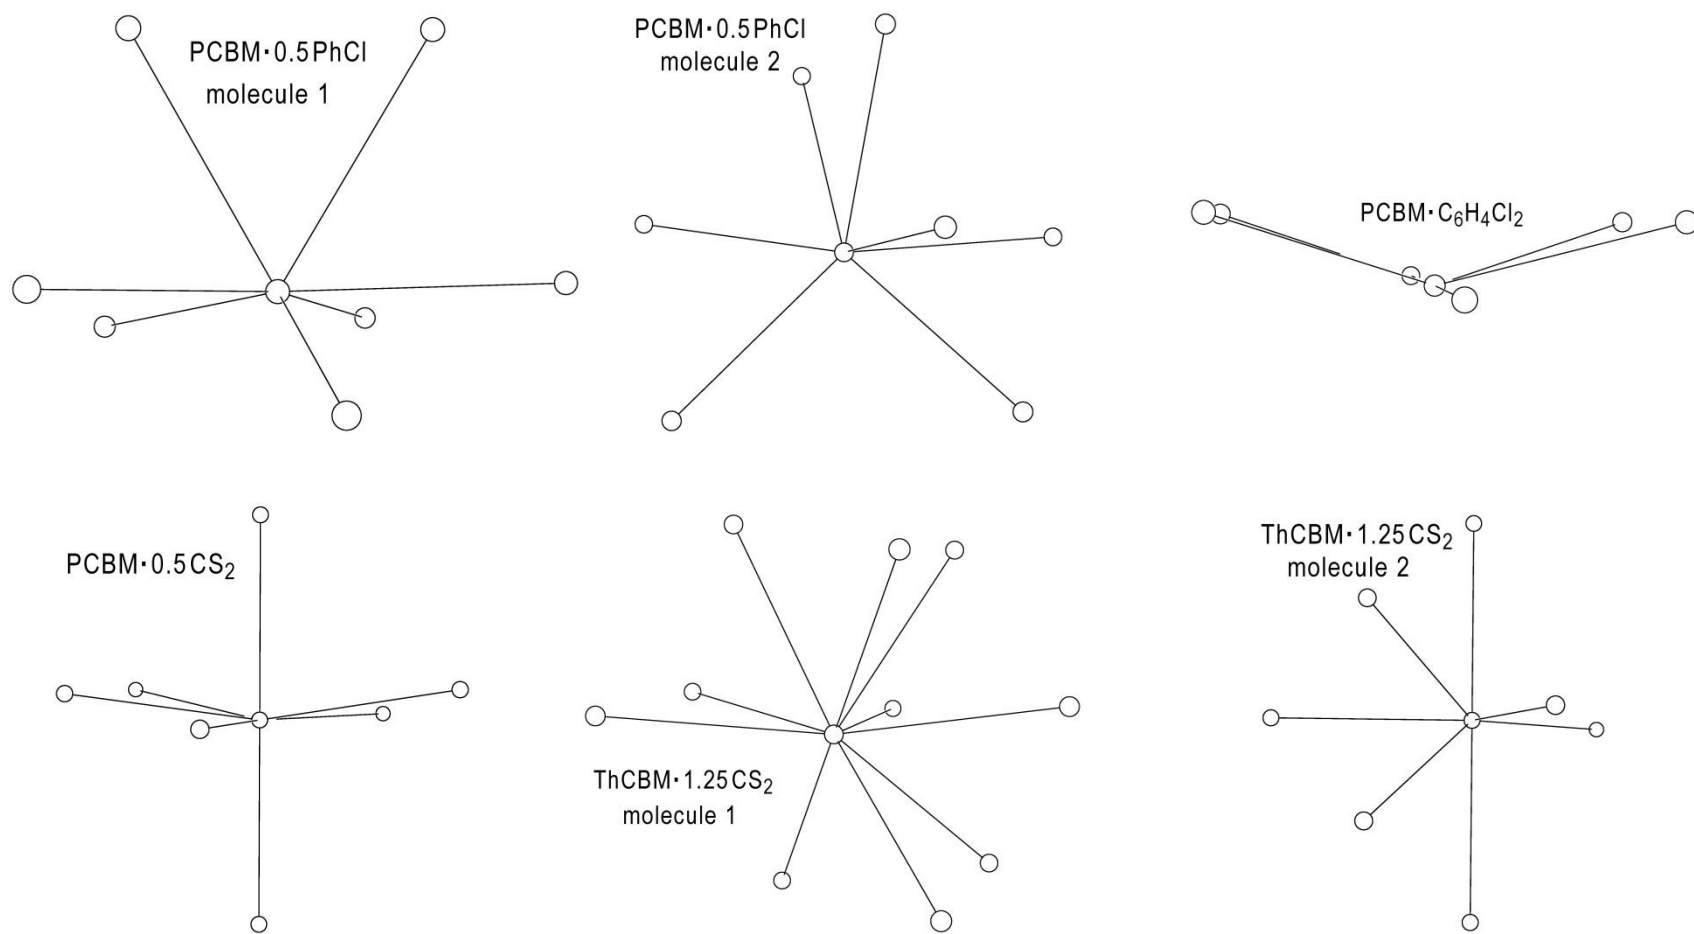 PCBM·0.5PhCl
molecule 1
PCBM·0.5PhCl
molecule 2
PCBM·C₆H₄Cl₂
PCBM·0.5CS₂
ThCBM·1.25CS₂
molecule 1
ThCBM·1.25CS₂
molecule 2